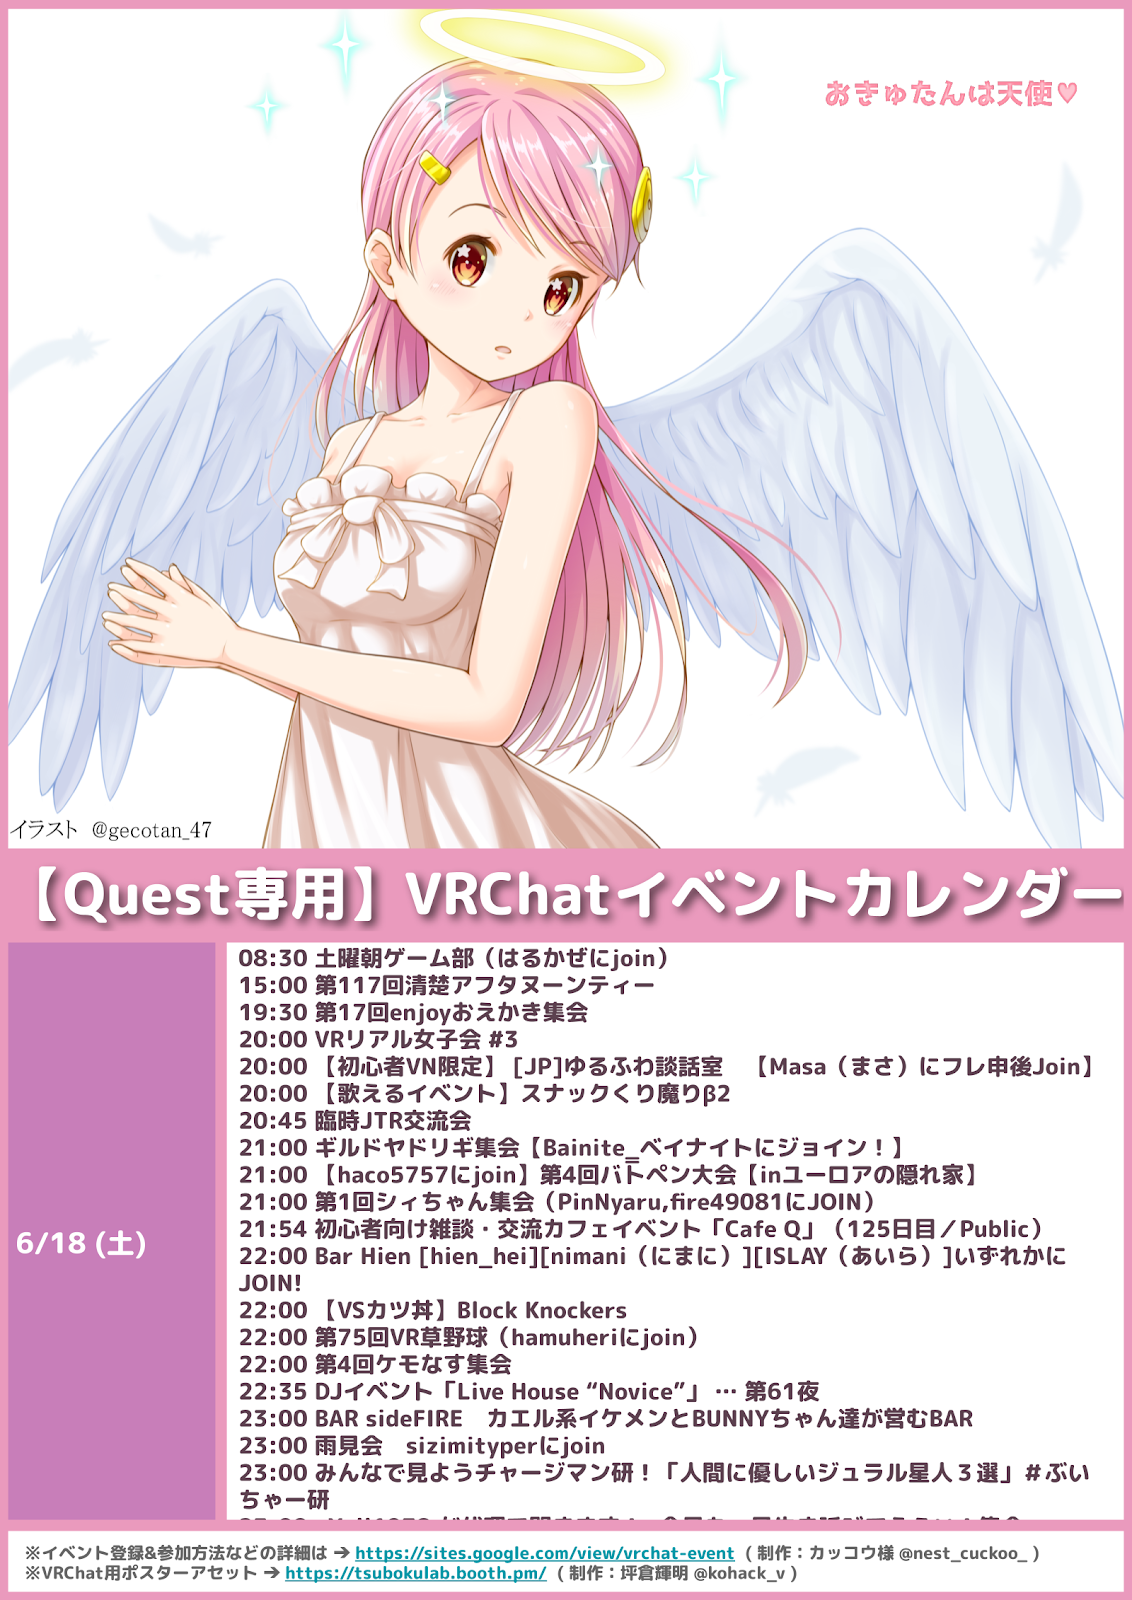 おきゅたんは天使♥
イラスト @gecotan_47
【Quest専用】VRChatイベントカレンダー
6/18 (土)
08:30 土曜朝ゲーム部（はるかぜにjoin）
15:00 第117回清楚アフタヌーンティー
19:30 第17回enjoyおえかき集会
20:00 VRリアル女子会 #3
20:00 【初心者VN限定】 [JP]ゆるふわ談話室　【Masa（まさ）にフレ申後Join】
20:00 【歌えるイベント】スナックくり魔りβ2
20:45 臨時JTR交流会
21:00 ギルドヤドリギ集会【Bainite‗ベイナイトにジョイン！】
21:00 【haco5757にjoin】第4回バトペン大会【inユーロアの隠れ家】
21:00 第1回シィちゃん集会（PinNyaru,fire49081にJOIN）
21:54 初心者向け雑談・交流カフェイベント「Cafe Q」（125日目／Public）
22:00 Bar Hien [hien_hei][nimani（にまに）][ISLAY（あいら）]いずれかに
JOIN!
22:00 【VSカツ丼】Block Knockers
22:00 第75回VR草野球（hamuheriにjoin）
22:00 第4回ケモなす集会
22:35 DJイベント「Live House “Novice”」 … 第61夜
23:00 BAR sideFIRE　カエル系イケメンとBUNNYちゃん達が営むBAR
23:00 雨見会　sizimityperにjoin
23:00 みんなで見ようチャージマン研！「人間に優しいジュラル星人３選」＃ぶい
ちゃー研
※イベント登録&参加方法などの詳細は ➔ https://sites.google.com/view/vrchat-event ( 制作：カッコウ様 @nest_cuckoo_ )
※VRChat用ポスターアセット ➔ https://tsubokulab.booth.pm/ ( 制作：坪倉輝明 @kohack_v )